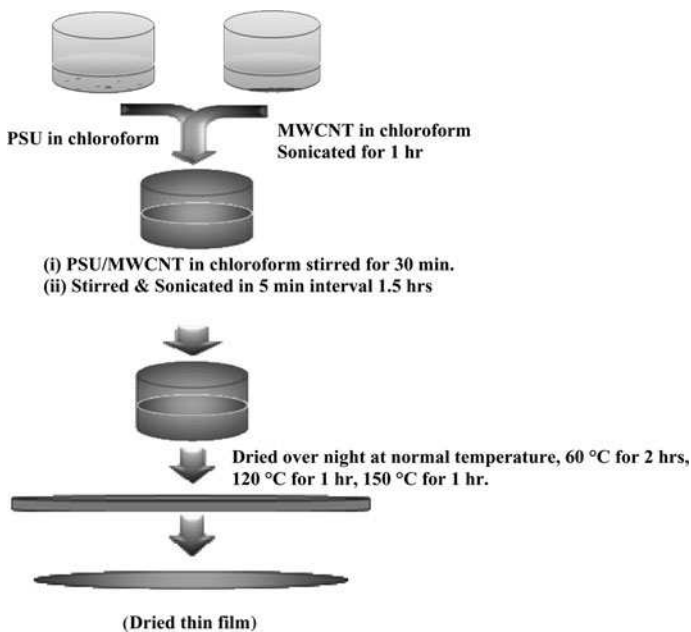 PSU in chloroform
MWCNT in chloroform
Sonicated for 1 hr
(i) PSU/MWCNT in chloroform stirred for 30 min.
(ii) Stirred & Sonicated in 5 min interval 1.5 hrs
Dried over night at normal temperature, 60 °C for 2 hrs,
120 °C for 1 hr, 150 °C for 1 hr.
(Dried thin film)